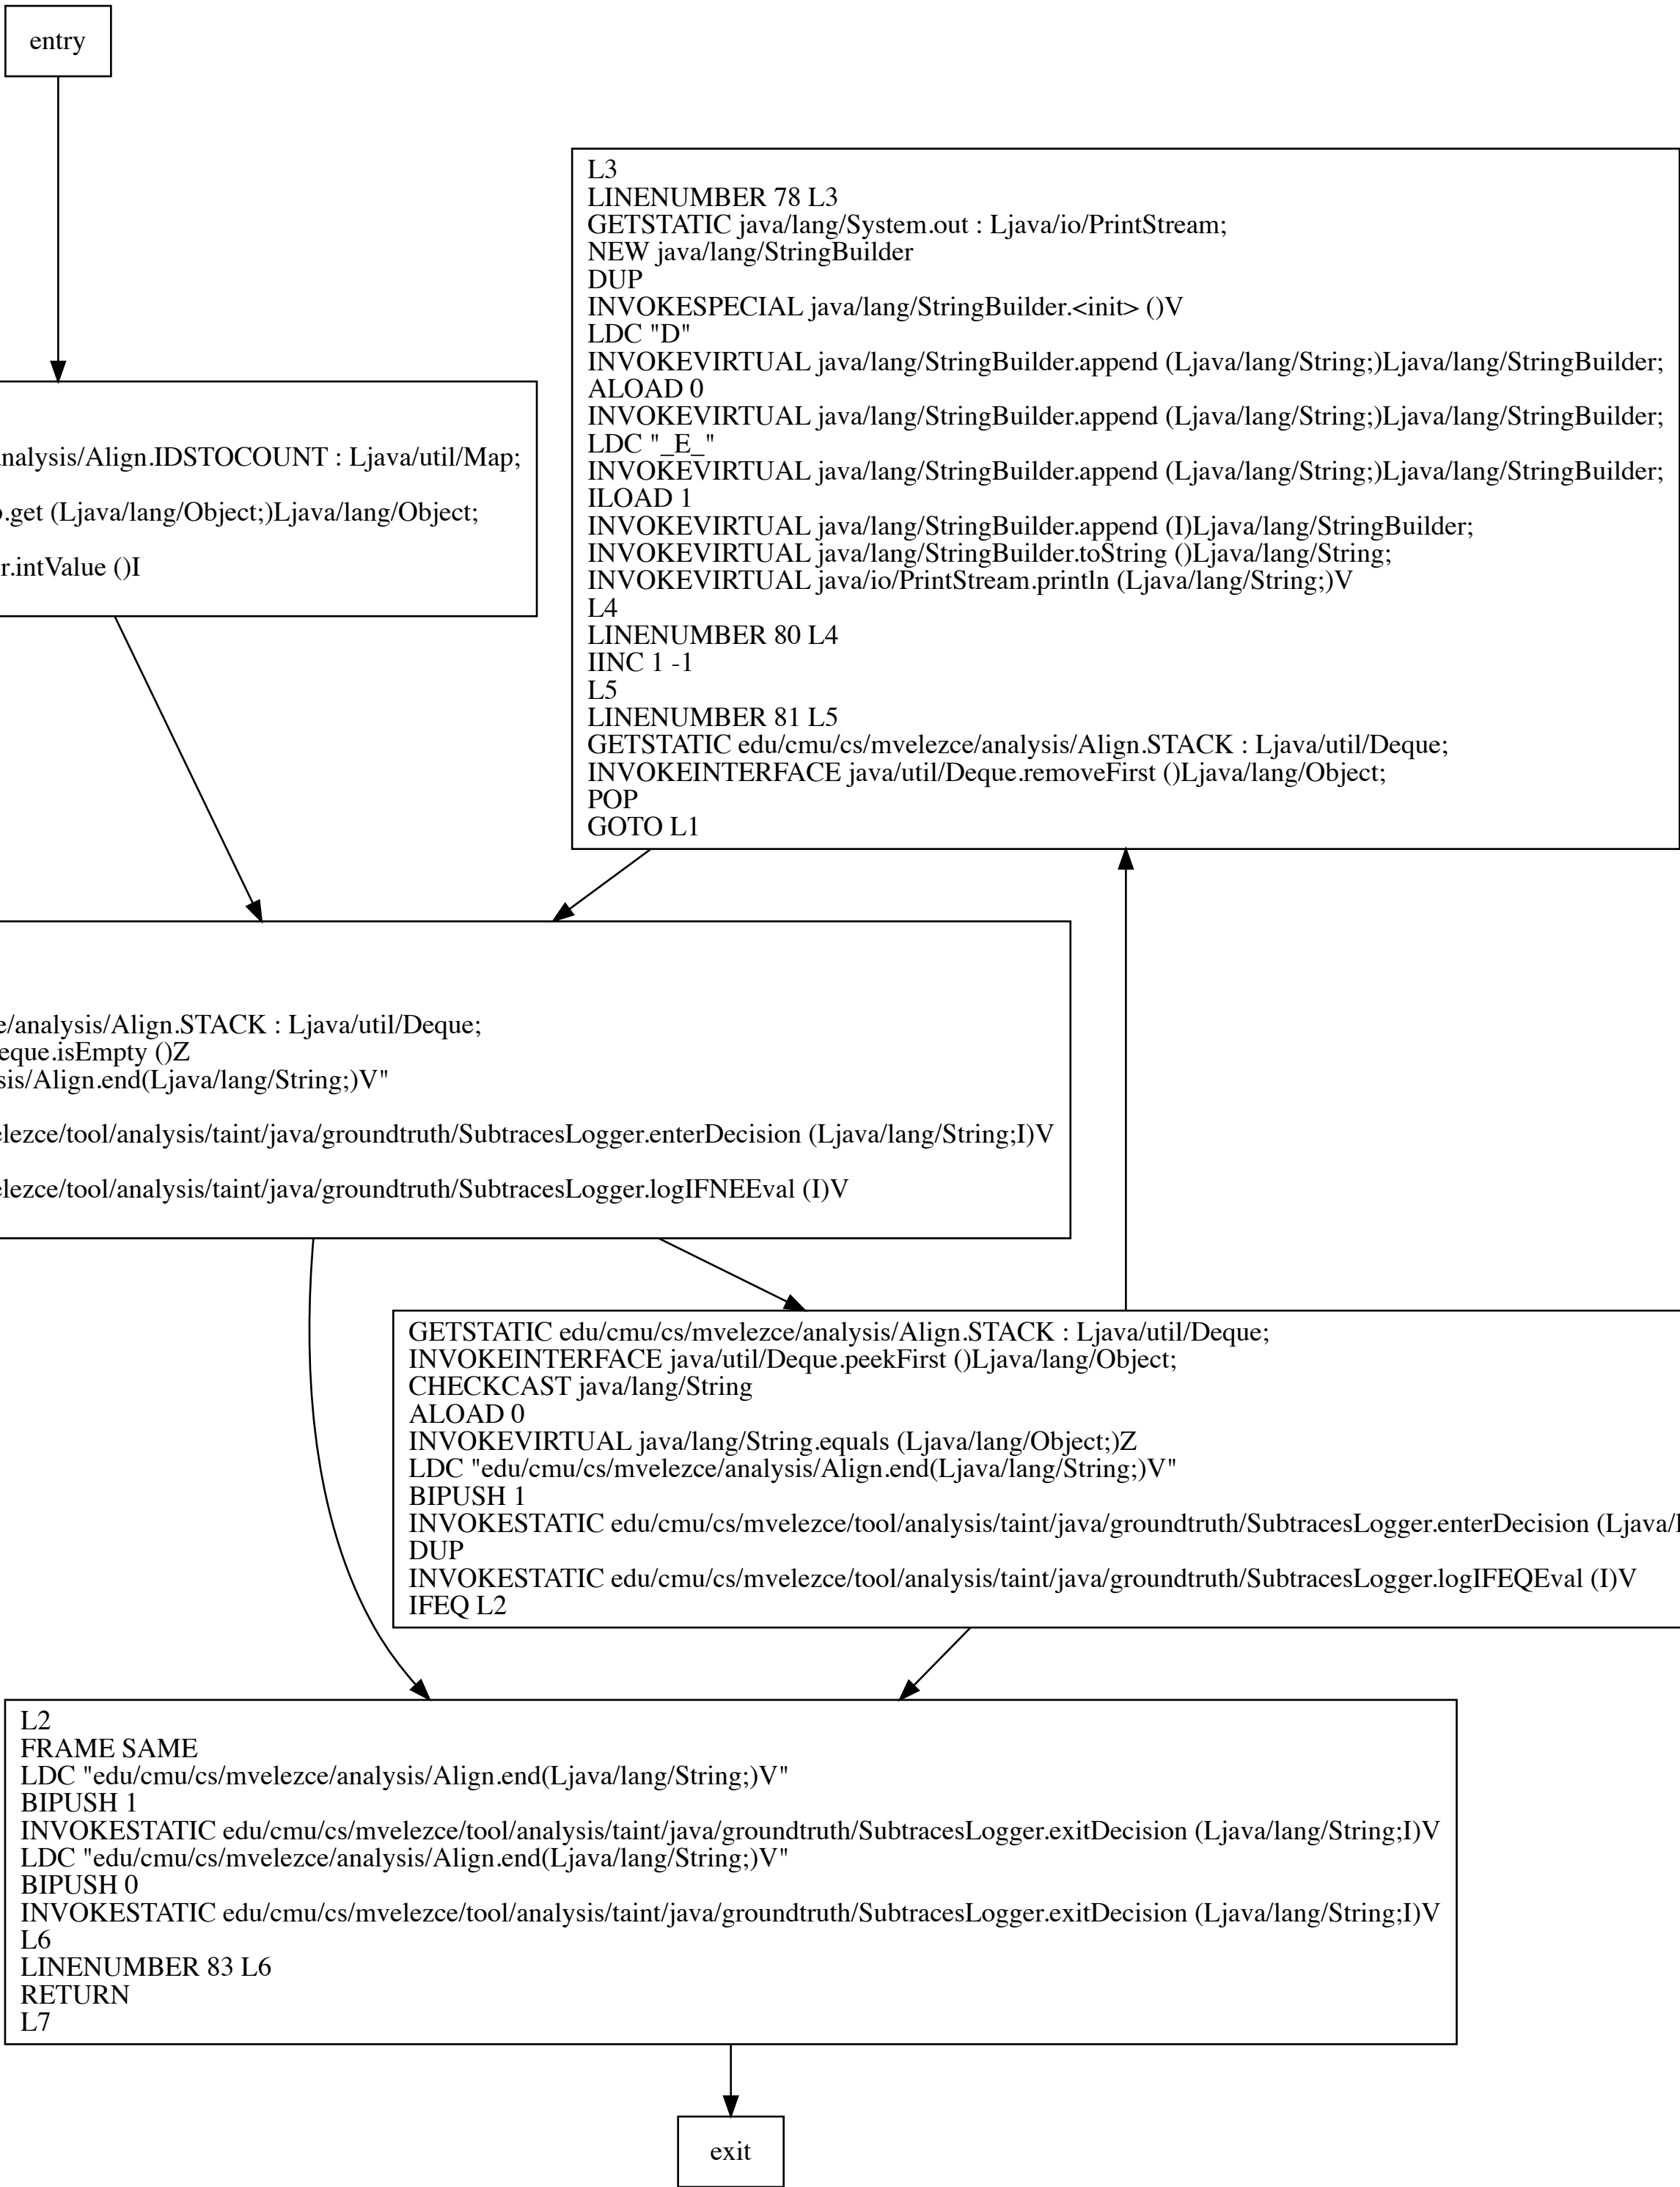 entry
L3
LINENUMBER 78 L3
GETSTATIC java/lang/System.out : Ljava/io/PrintStream;
NEW java/lang/StringBuilder
DUP
INVOKESPECIAL java/lang/StringBuilder.<init> ()V
LDC "D"
INVOKEVIRTUAL java/lang/StringBuilder.append (Ljava/lang/String;)Ljava/lang/StringBuilder;
ALOAD 0
INVOKEVIRTUAL java/lang/StringBuilder.append (Ljava/lang/String;)Ljava/lang/StringBuilder;
LDC "_E_"
INVOKEVIRTUAL java/lang/StringBuilder.append (Ljava/lang/String;)Ljava/lang/StringBuilder;
ILOAD 1
INVOKEVIRTUAL java/lang/StringBuilder.append (I)Ljava/lang/StringBuilder;
INVOKEVIRTUAL java/lang/StringBuilder.toString ()Ljava/lang/String;
INVOKEVIRTUAL java/io/PrintStream.println (Ljava/lang/String;)V
L4
LINENUMBER 80 L4
IINC 1 -1
L5
LINENUMBER 81 L5
GETSTATIC edu/cmu/cs/mvelezce/analysis/Align.STACK : Ljava/util/Deque;
INVOKEINTERFACE java/util/Deque.removeFirst ()Ljava/lang/Object;
POP
GOTO L1
nalysis/Align.IDSTOCOUNT : Ljava/util/Map;
.get (Ljava/lang/Object;)Ljava/lang/Object;
r.intValue ()I
e/analysis/Align.STACK : Ljava/util/Deque;
eque.isEmpty ()Z
sis/Align.end(Ljava/lang/String;)V"
elezce/tool/analysis/taint/java/groundtruth/SubtracesLogger.enterDecision (Ljava/lang/String;I)V
elezce/tool/analysis/taint/java/groundtruth/SubtracesLogger.logIFNEEval (I)V
GETSTATIC edu/cmu/cs/mvelezce/analysis/Align.STACK : Ljava/util/Deque;
INVOKEINTERFACE java/util/Deque.peekFirst ()Ljava/lang/Object;
CHECKCAST java/lang/String
ALOAD 0
INVOKEVIRTUAL java/lang/String.equals (Ljava/lang/Object;)Z
LDC "edu/cmu/cs/mvelezce/analysis/Align.end(Ljava/lang/String;)V"
BIPUSH 1
INVOKESTATIC edu/cmu/cs/mvelezce/tool/analysis/taint/java/groundtruth/SubtracesLogger.enterDecision (Ljava/
DUP
INVOKESTATIC edu/cmu/cs/mvelezce/tool/analysis/taint/java/groundtruth/SubtracesLogger.logIFEQEval (I)V
IFEQ L2
L2
FRAME SAME
LDC "edu/cmu/cs/mvelezce/analysis/Align.end(Ljava/lang/String;)V"
BIPUSH 1
INVOKESTATIC edu/cmu/cs/mvelezce/tool/analysis/taint/java/groundtruth/SubtracesLogger.exitDecision (Ljava/lang/String;I)V
LDC "edu/cmu/cs/mvelezce/analysis/Align.end(Ljava/lang/String;)V"
BIPUSH 0
INVOKESTATIC edu/cmu/cs/mvelezce/tool/analysis/taint/java/groundtruth/SubtracesLogger.exitDecision (Ljava/lang/String;I)V
L6
LINENUMBER 83 L6
RETURN
L7
exit